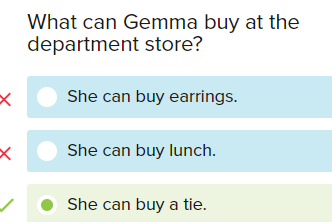 What can Gemma buy at the
department store?
She can buy earrings.
She can buy lunch.
She can buy a tie.